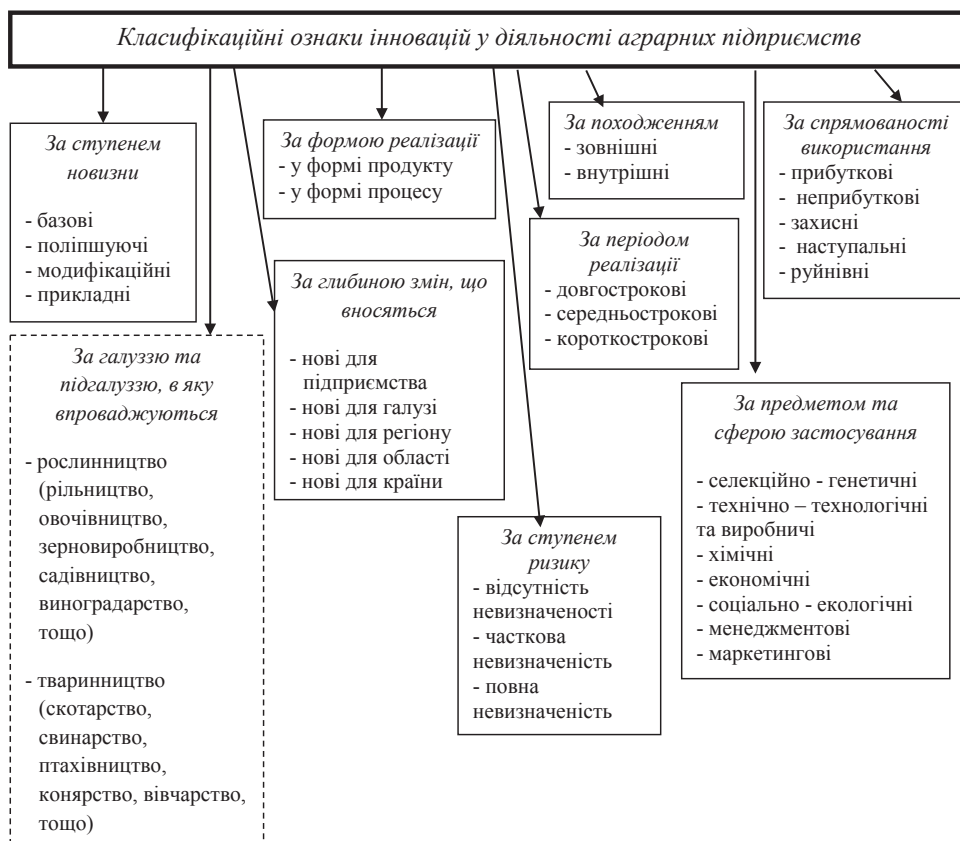 Класифікаційні ознаки інновацій у діяльності аграрних підприємств
За ступенем
новизни
- базові
- поліпшуючі
- модифікаційні
- прикладні
За формою реалізації
- у формі продукту
- у формі процесу
За походженням
- зовнішні
- внутрішні
За спрямованості
використання
- прибуткові
- неприбуткові
- захисні
- наступальні
- руйнівні
За періодом
реалізації
- довгострокові
- середньострокові
- короткострокові
За глибиною змін, що
вносяться
- нові для
підприємства
- нові для галузі
- нові для регіону
- нові для області
- нові для країни
За галуззю та
підгалуззю, в яку
впроваджуються
- рослинництво
(рільництво,
овочівництво,
зерновиробництво,
садівництво,
виноградарство,
тощо)
- тваринництво
(скотарство,
свинарство,
птахівництво,
конярство, вівчарство,
тощо)
За ступенем
ризику
- відсутність
невизначеності
- часткова
невизначеність
- повна
невизначеність
За предметом та
сферою застосування
- селекційно - генетичні
- технічно – технологічні
та виробничі
- хімічні
- економічні
- соціально - екологічні
- менеджментові
- маркетингові